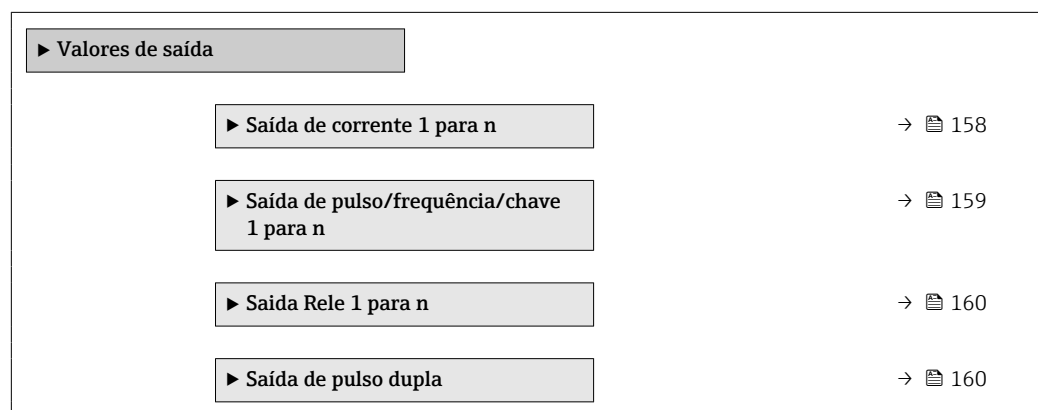 ▶ Valores de saída
▶ Saída de corrente 1 para n → 158
▶ Saída de pulso/frequência/chave → 159
1 para n
▶ Saida Rele 1 para n → 160
▶ Saída de pulso dupla → 160